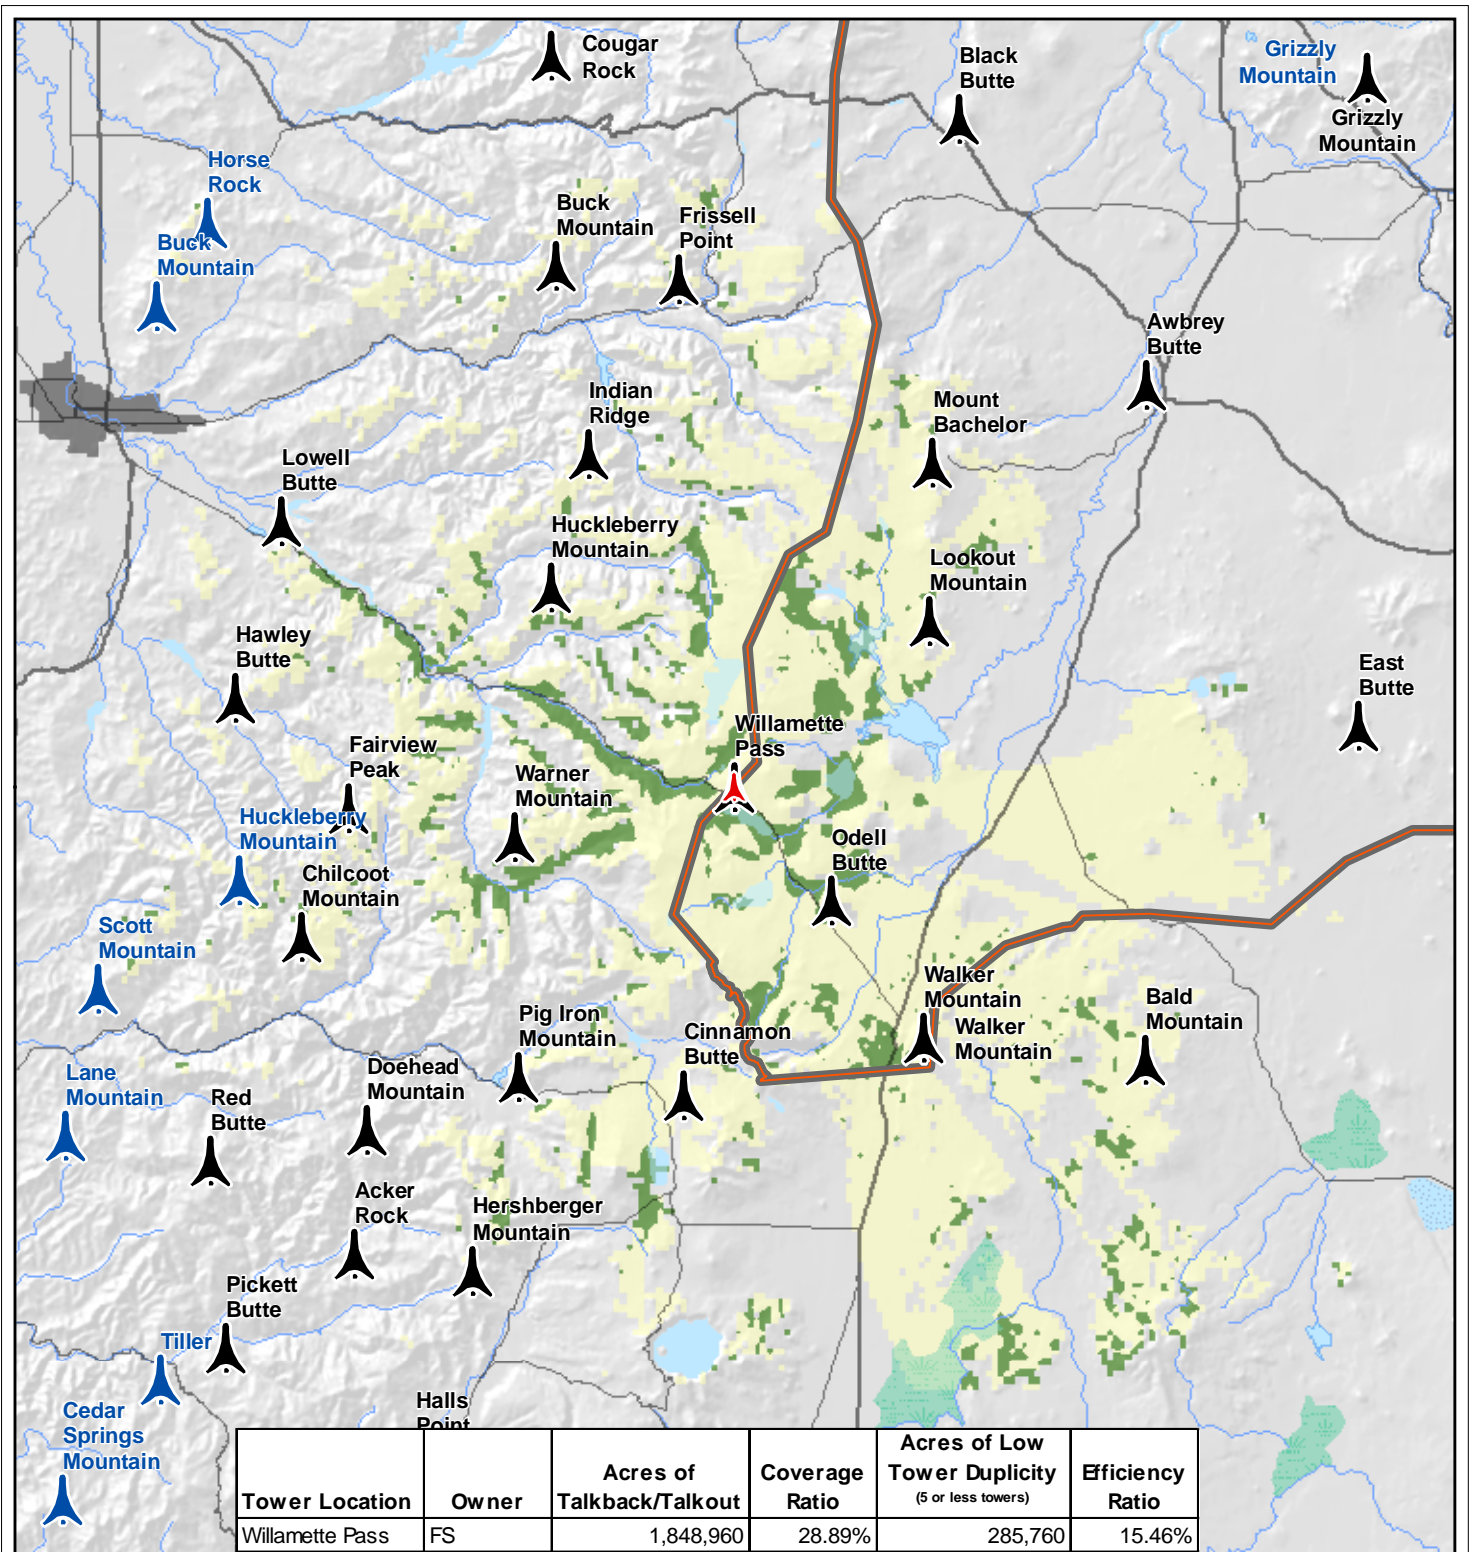 Cougar
Rock
Black
Butte
Grizzly
Mountain
Grizzly
Mountain
Horse
Rock
Buck
Mountain
Buck
Mountain
Frissell
Point
Awbrey
Butte
Indian
Ridge
Mount
Bachelor
Lowell
Butte
Huckleberry
Mountain
Lookout
Mountain
Hawley
Butte
East
Butte
Willamette
Pass
Fairview
Peak
Warner
Mountain
Huckleberry
Mountain
Odell
Butte
Chilcoot
Mountain
Scott
Mountain
Walker
Mountain
Walker
Mountain
Bald
Mountain
Pig Iron
Mountain
Cinnamon
Butte
Doehead
Mountain
Lane
Mountain
Red
Butte
Acker
Rock
Hershberger
Mountain
Pickett
Butte
Tiller
Cedar
Springs
Mountain
Halls
Point
Tower Location
Owner
Acres of
Talkback/Talkout
Coverage
Ratio
Acres of Low
Tower Duplicity
(5 or less towers)
Efficiency
Ratio
Willamette Pass FS 1,848,960 28.89% 285,760 15.46%